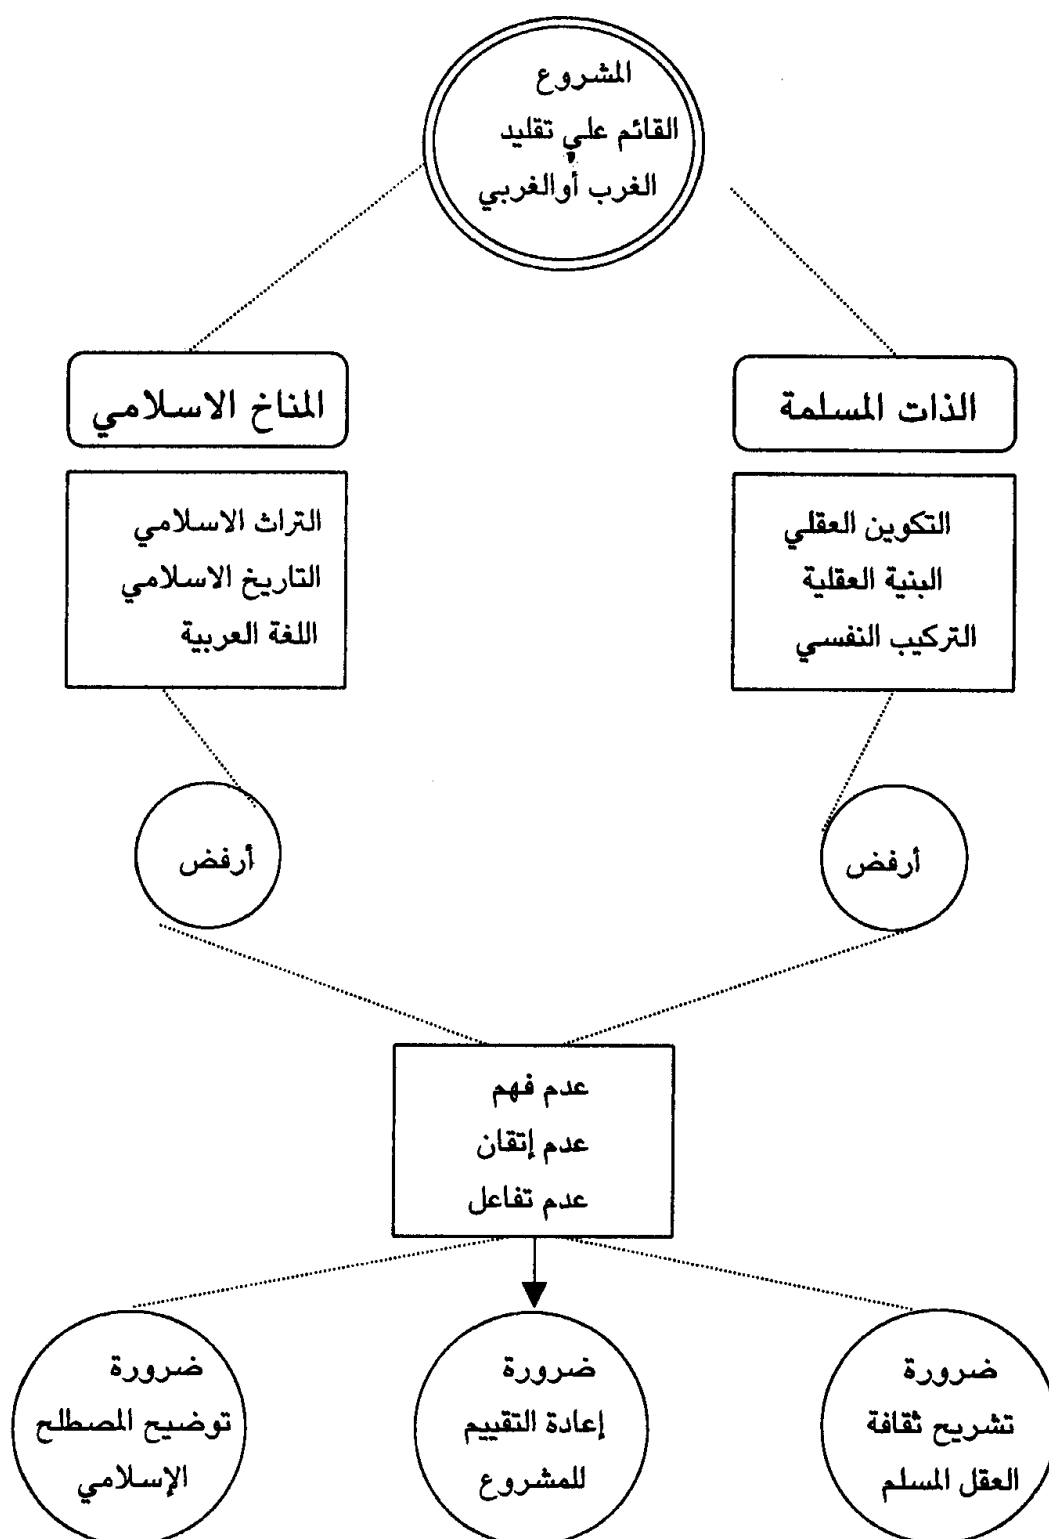 المشروع
القائم علي تقليد
الغرب أوالغربي
الذات المسلمة
المناخ الاسلامي
التكوين العقلي
البنية العقلية
التركيب النفسي
التراث الاسلامي
التاريخ الاسلامي
اللغة العربية
أرفض
أرفض
عدم فهم
عدم إتقان
عدم تفاعل
ضرورة
تشريح ثقافة
العقل المسلم
ضرورة
إعادة التقييم
للمشروع
ضرورة
توضيح المصطلح
الإسلامي